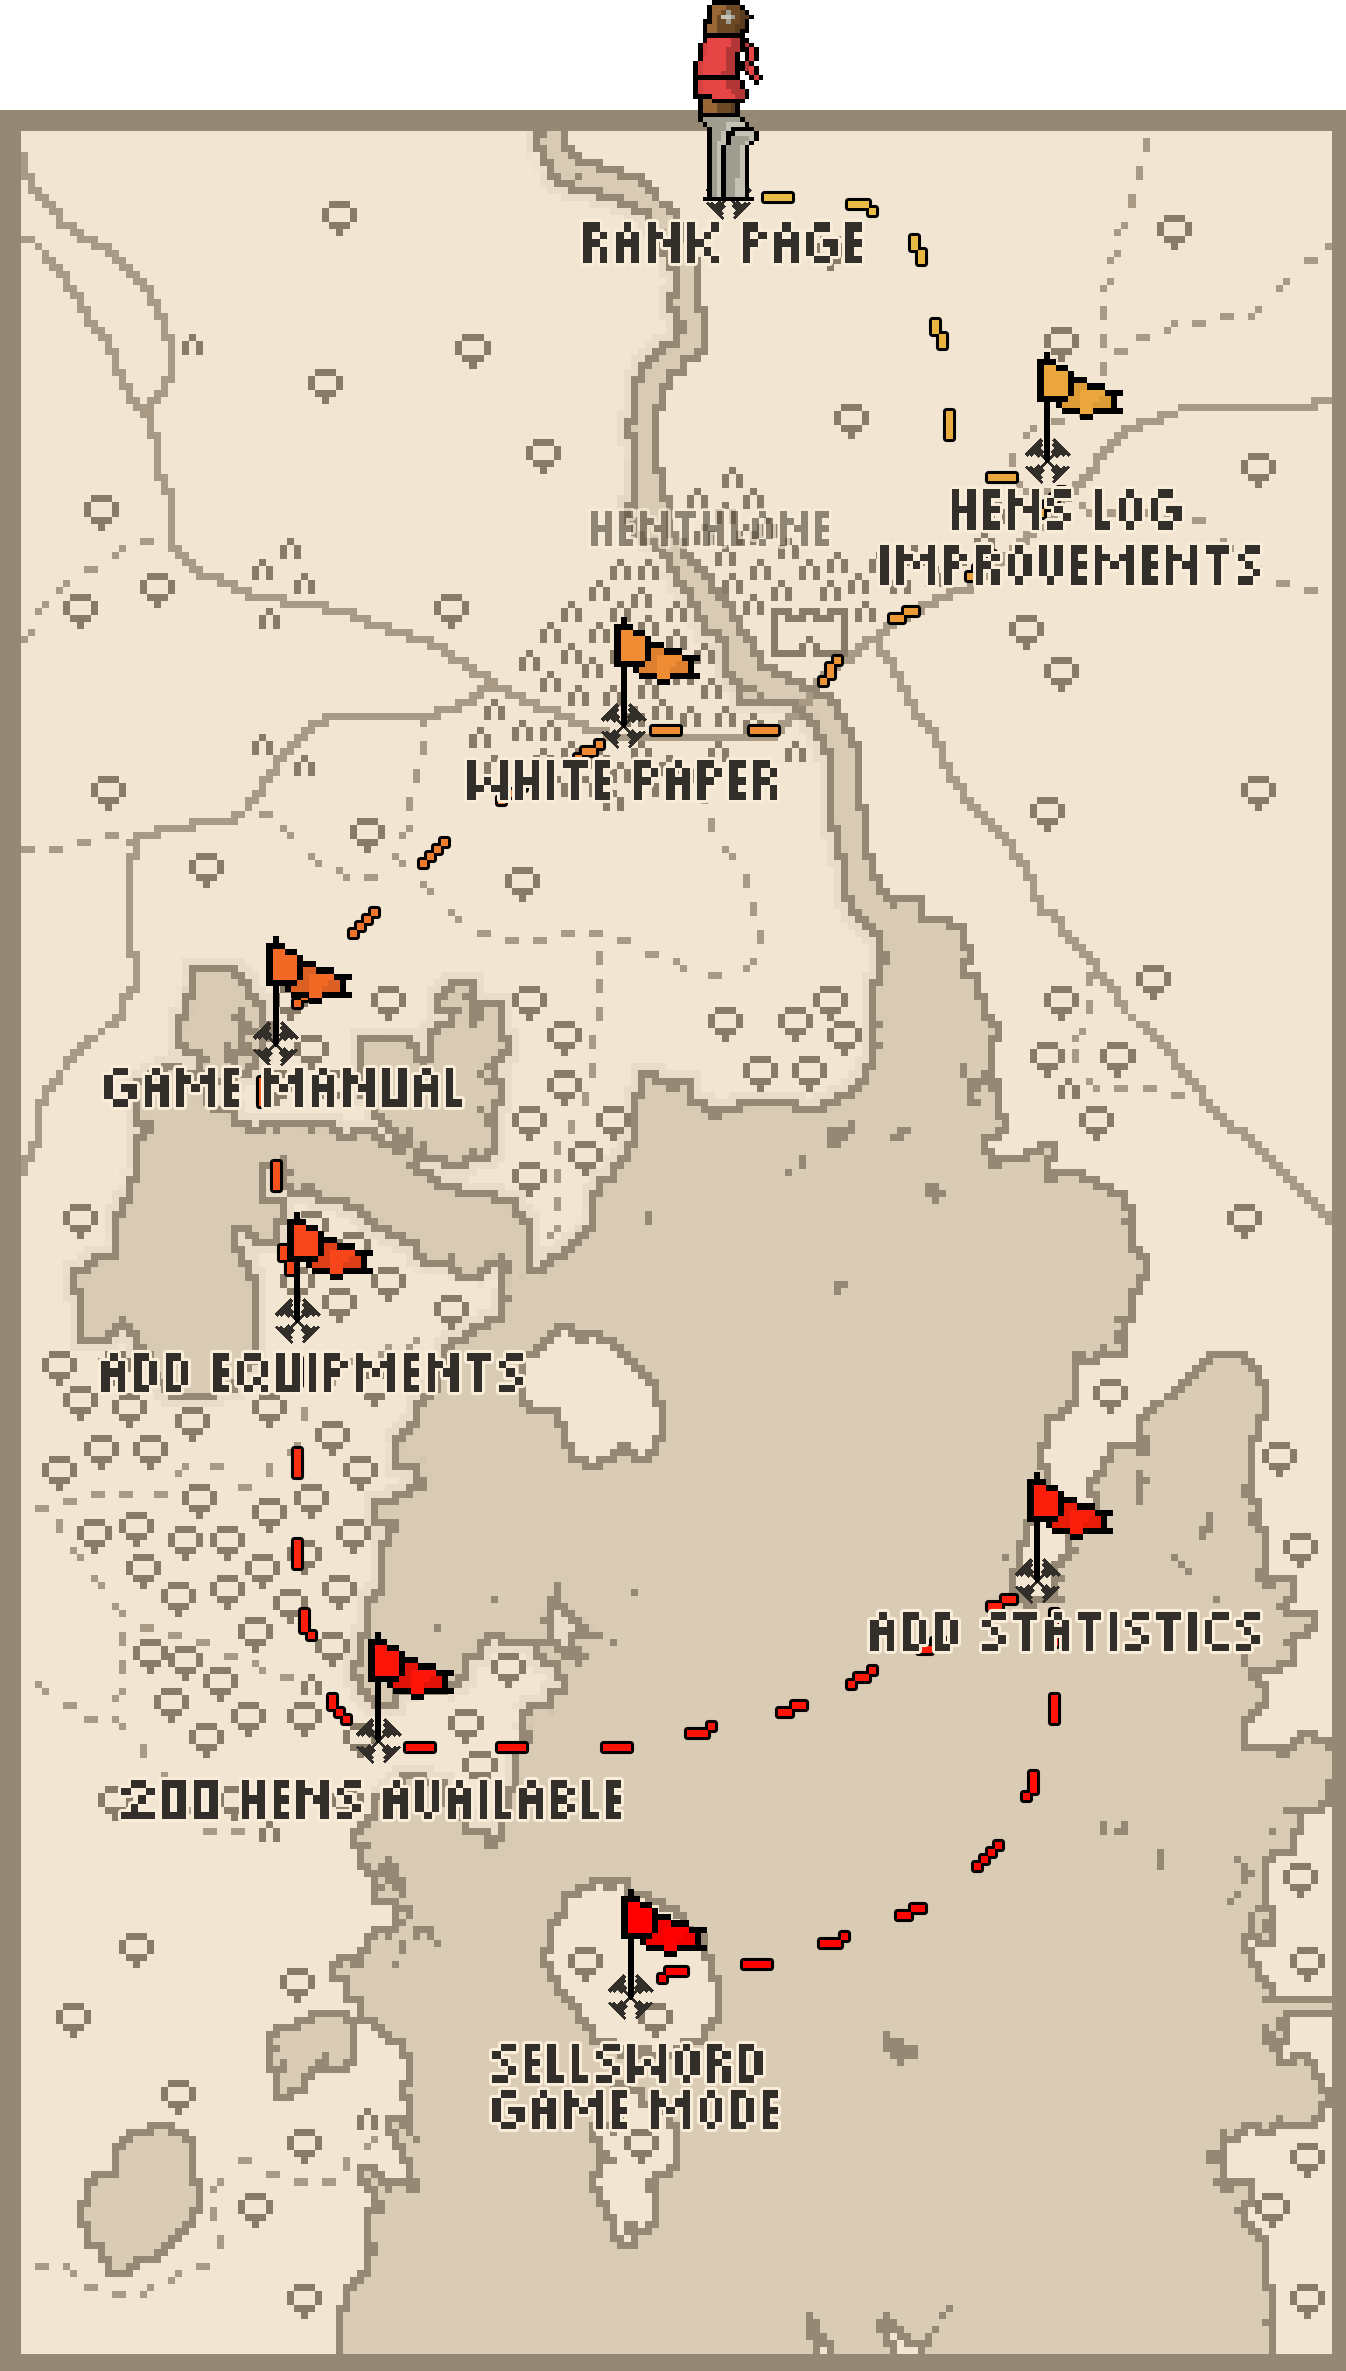 RANK PAGE
HENS LOG
IMPROVEMENTS
HENTHLONE
WHITE PAPER
GAME MANUAL
ADD EQUIPMENTS
ADD STATISTICS
200 HENS AVAILABLE
SELLSWORD
GAME MODE